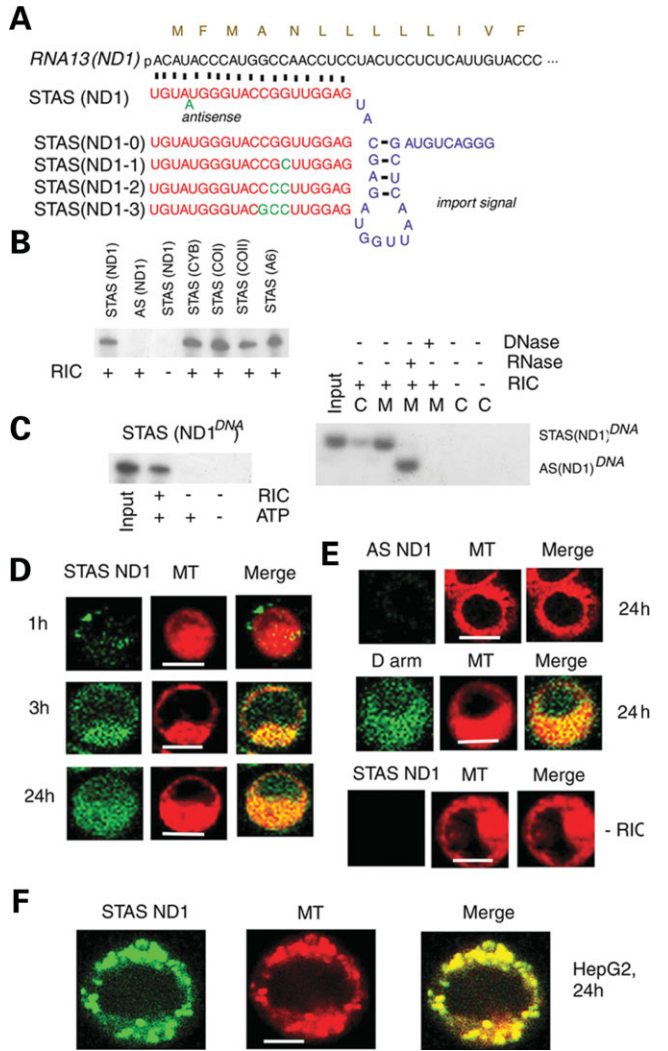 A
M F M A N L L L L L I V F
RNA13(ND1) pACAUACCCAUGGCCAACCUCCUACUCCUCUCAUUGUACCC ...
STAS (ND1) UGUAUGGGUACCGGUUGGAG UA
A
antisense
STAS(ND1-0) UGUAUGGGUACCGGUUGGAG C G AUGUCAGGG
STAS(ND1-1) UGUAUGGGUACCGCUUGGAG G C
STAS(ND1-2) UGUAUGGGUACCCCUUGGAG A U
STAS(ND1-3) UGUAUGGGUACGCCUUGGAG G C
A A
U A
G G U U U
import signal
B
STAS (ND1) AS (ND1) STAS (ND1) STAS (CYB) STAS (COI) STAS (COII) STAS (A6)
RIC + + - + + + +
- - - + - - DNase
- - + - - - RNase
Input + + + + - - RIC
C M M M C C
STAS(ND1)DNA
AS(ND1)DNA
C
STAS (ND1DNA)
Input + - - RIC
+ + - ATP
D
STAS ND1 MT Merge
1h
3h
24h
E
AS ND1 MT Merge
24h
D arm MT Merge
24h
STAS ND1 MT Merge
- RIC
F
STAS ND1 MT Merge
HepG2,
24h